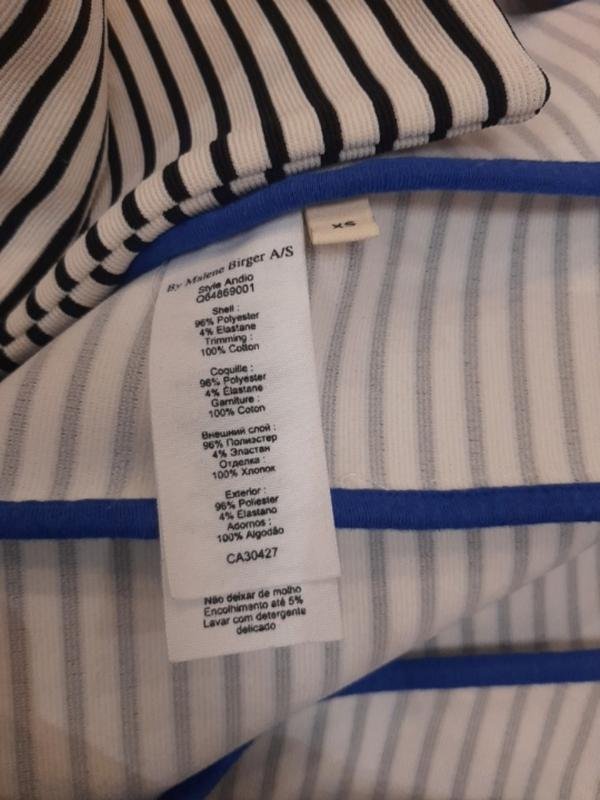 XS
By Malene Birger A/S
Style Andio
Q64869001
Shell :
96% Polyester
4% Elastane
Trimming :
100% Cotton
Coquille :
96% Polyester
4% Élastane
Garniture :
100% Coton
Внешний слой :
96% Полиэстер
4% Эластан
Отделка :
100% Хлопок
Exterior :
96% Poliéster
4% Elastano
Adornos :
100% Algodão
CA30427
Não deixar de molho
Encolhimento até 5%
Lavar com detergente
delicado